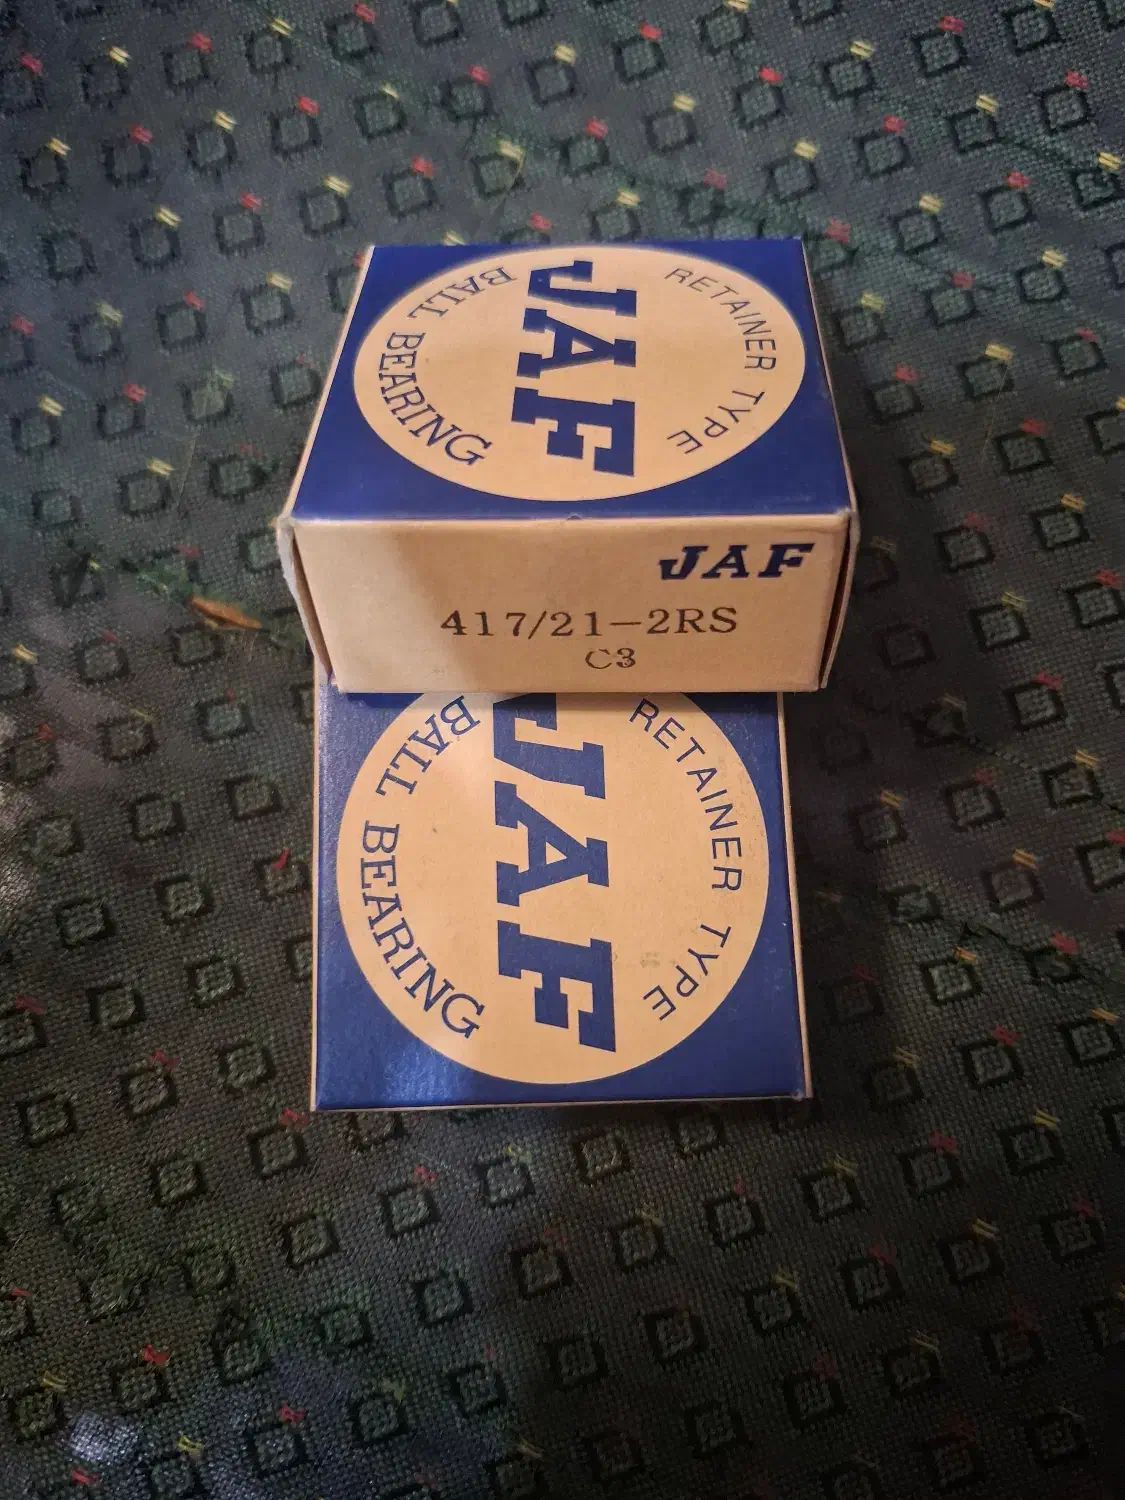 RETAINER TYPE
JAF
BALL BEARING
JAF
417/21-2RS
C3
RETAINER TYPE
JAF
BALL BEARING